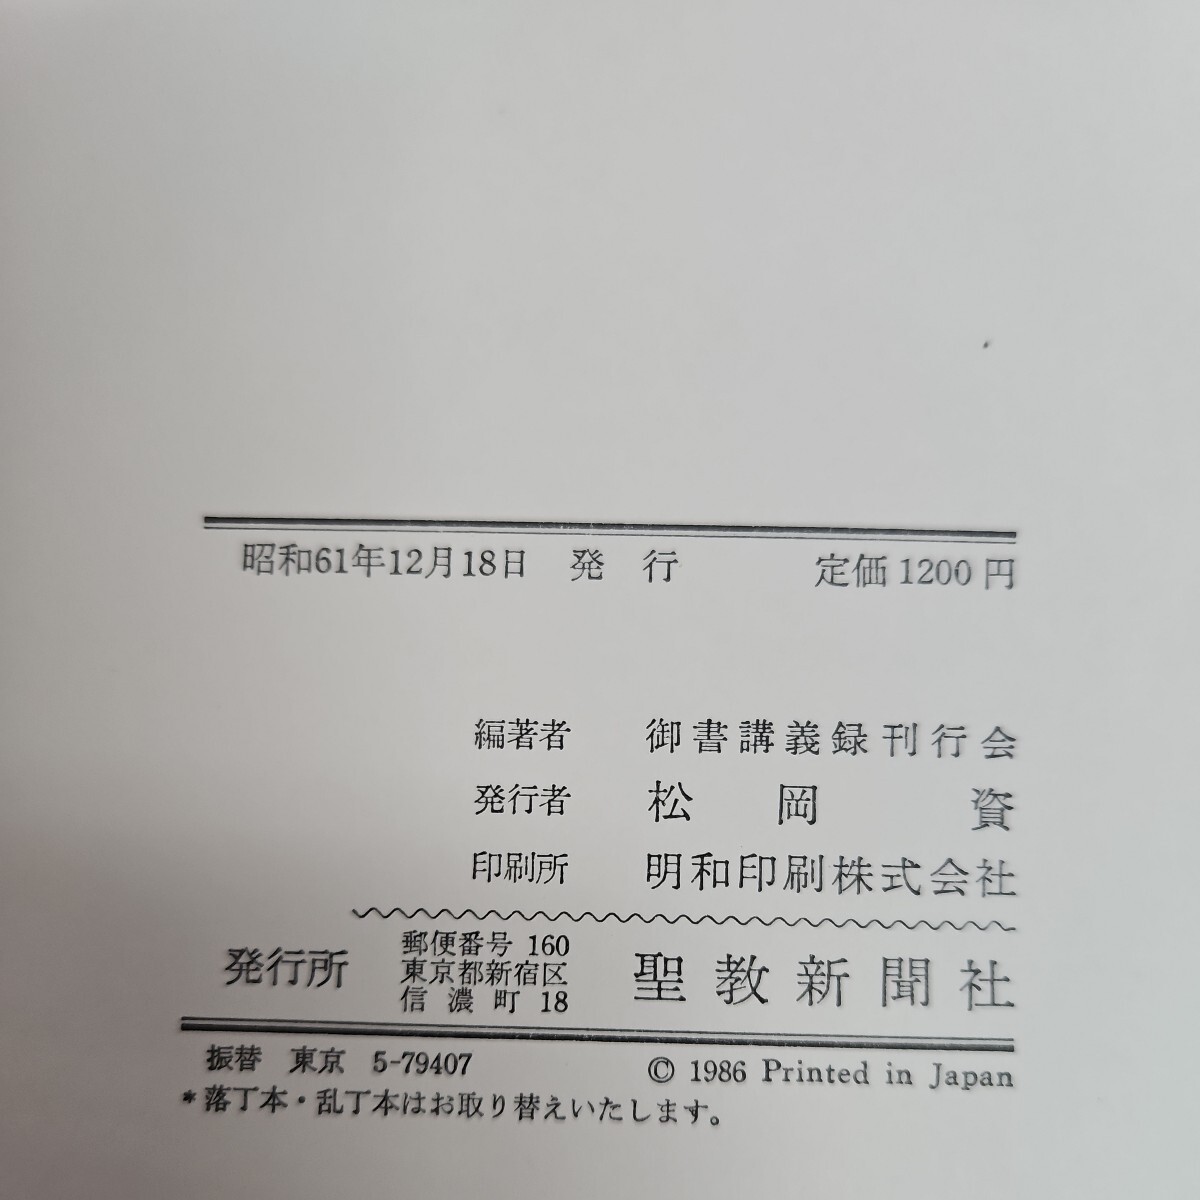 昭和61年12月18日　発　行　定価1200円
編著者　御書講義録刊行会
発行者　松　岡　資
印刷所　明和印刷株式会社
発行所　郵便番号 160
東京都新宿区
信濃町 18
聖教新聞社
振替　東京　5-79407　© 1986 Printed in Japan
*落丁本・乱丁本はお取り替えいたします。